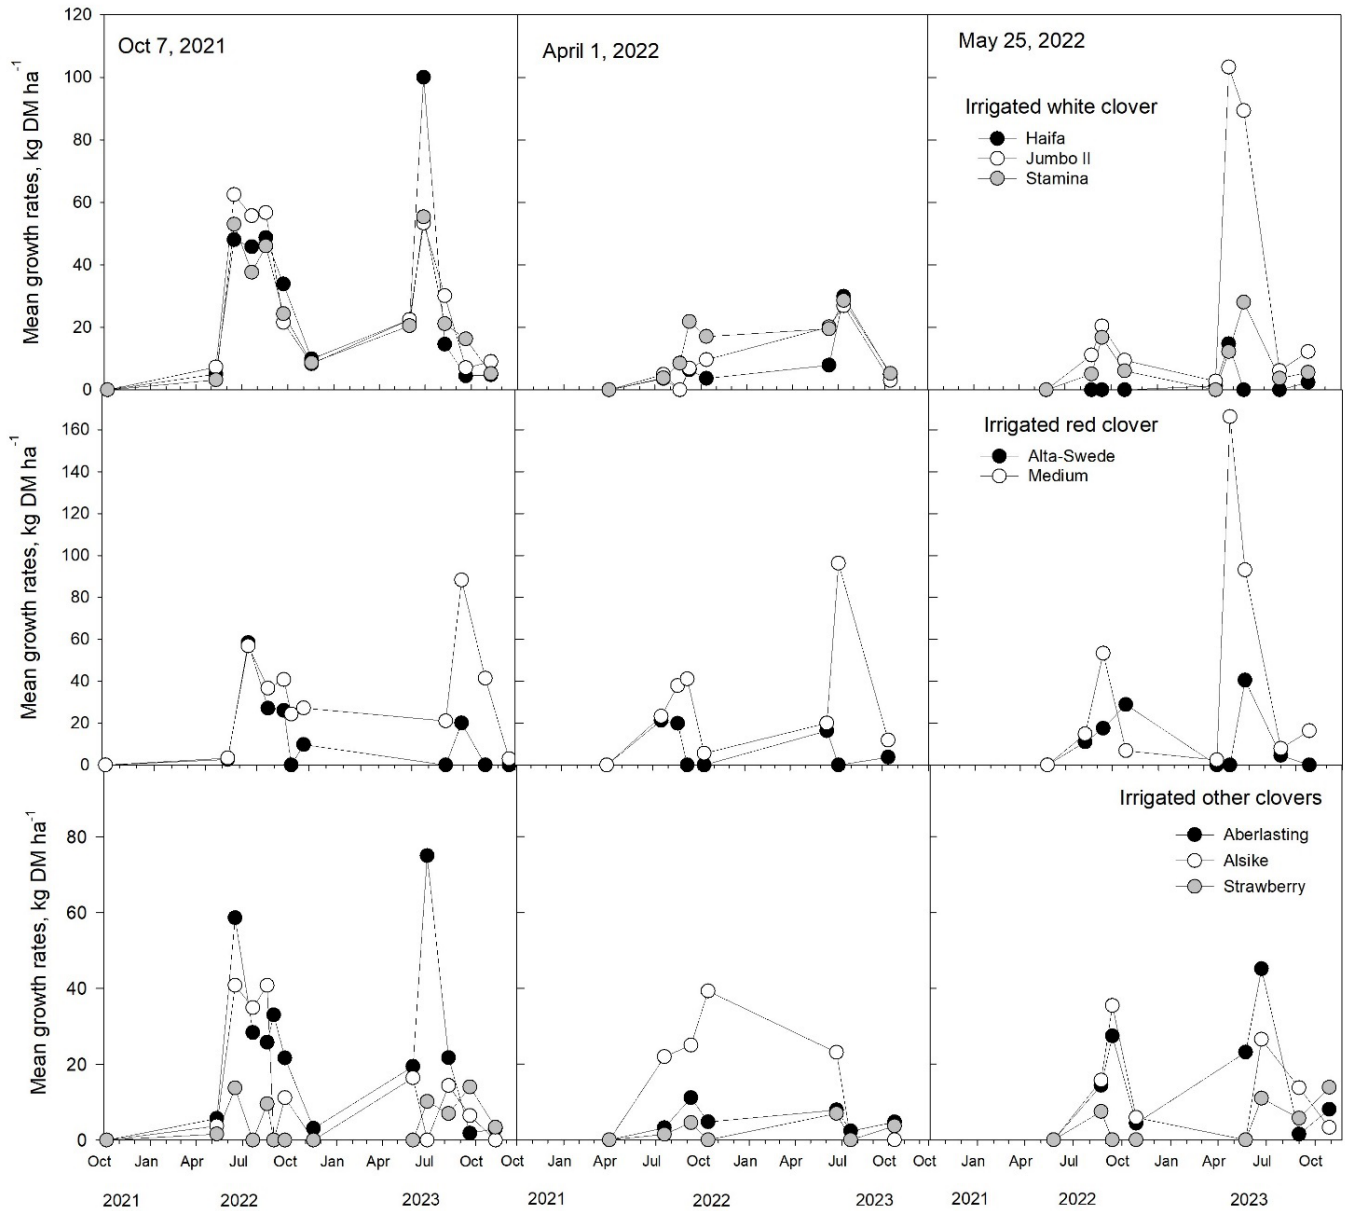 120
100
80
60
40
20
0
Mean growth rates, kg DM ha-1
Oct 7, 2021
April 1, 2022
May 25, 2022
Irrigated white clover
Haifa
Jumbo II
Stamina
160
140
120
100
80
60
40
20
0
Mean growth rates, kg DM ha-1
Irrigated red clover
Alta-Swede
Medium
80
60
40
20
0
Mean growth rates, kg DM ha-1
Irrigated other clovers
Aberlasting
Alsike
Strawberry
Oct Jan Apr Jul Oct Jan Apr Jul Oct Jan Apr Jul Oct Jan Apr Jul Oct Jan Apr Jul Oct Jan Apr Jul Oct
2021 2022 2023 2021 2022 2023 2021 2022 2023